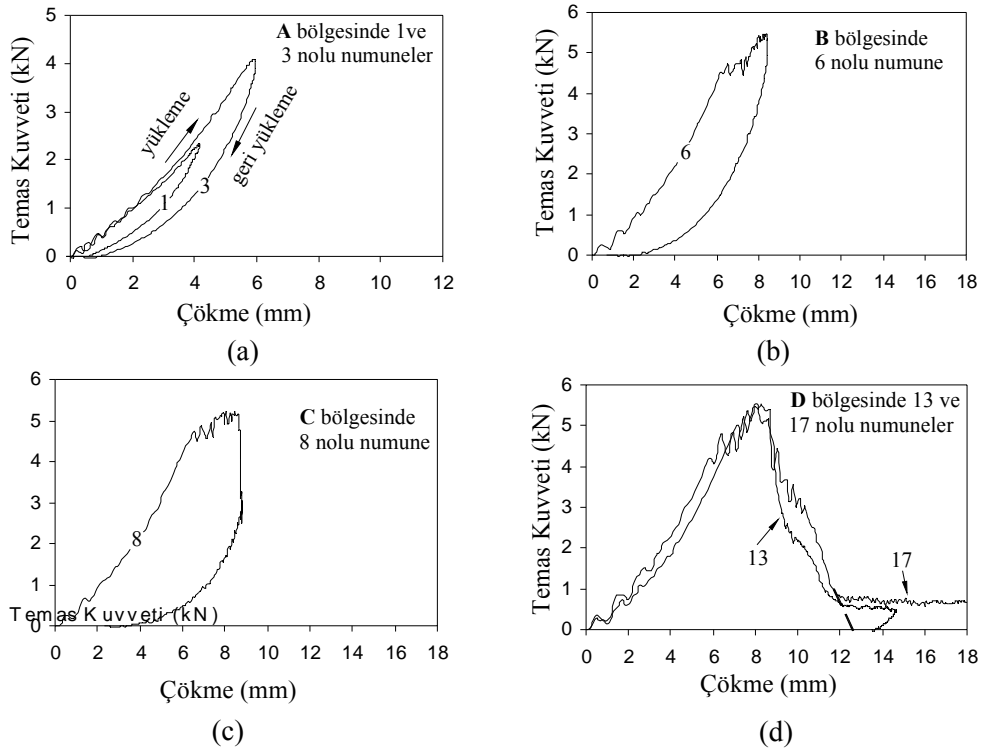 A bölgesinde 1ve
3 nolu numuneler
Temas Kuvveti (kN)
5
4
3
2
1
0
yükleme
geri yükleme
1
3
0 2 4 6 8 10 12
Çökme (mm)
(a)
B bölgesinde
6 nolu numune
Temas Kuvveti (kN)
6
5
4
3
2
1
0
6
0 2 4 6 8 10 12 14 16 18
Çökme (mm)
(b)
C bölgesinde
8 nolu numune
6
5
4
3
2
1
0
8
Temas Kuvveti (kN)
0 2 4 6 8 10 12 14 16 18
Çökme (mm)
(c)
D bölgesinde 13 ve
17 nolu numuneler
Temas Kuvveti (kN)
6
5
4
3
2
1
0
13
17
0 2 4 6 8 10 12 14 16 18
Çökme (mm)
(d)